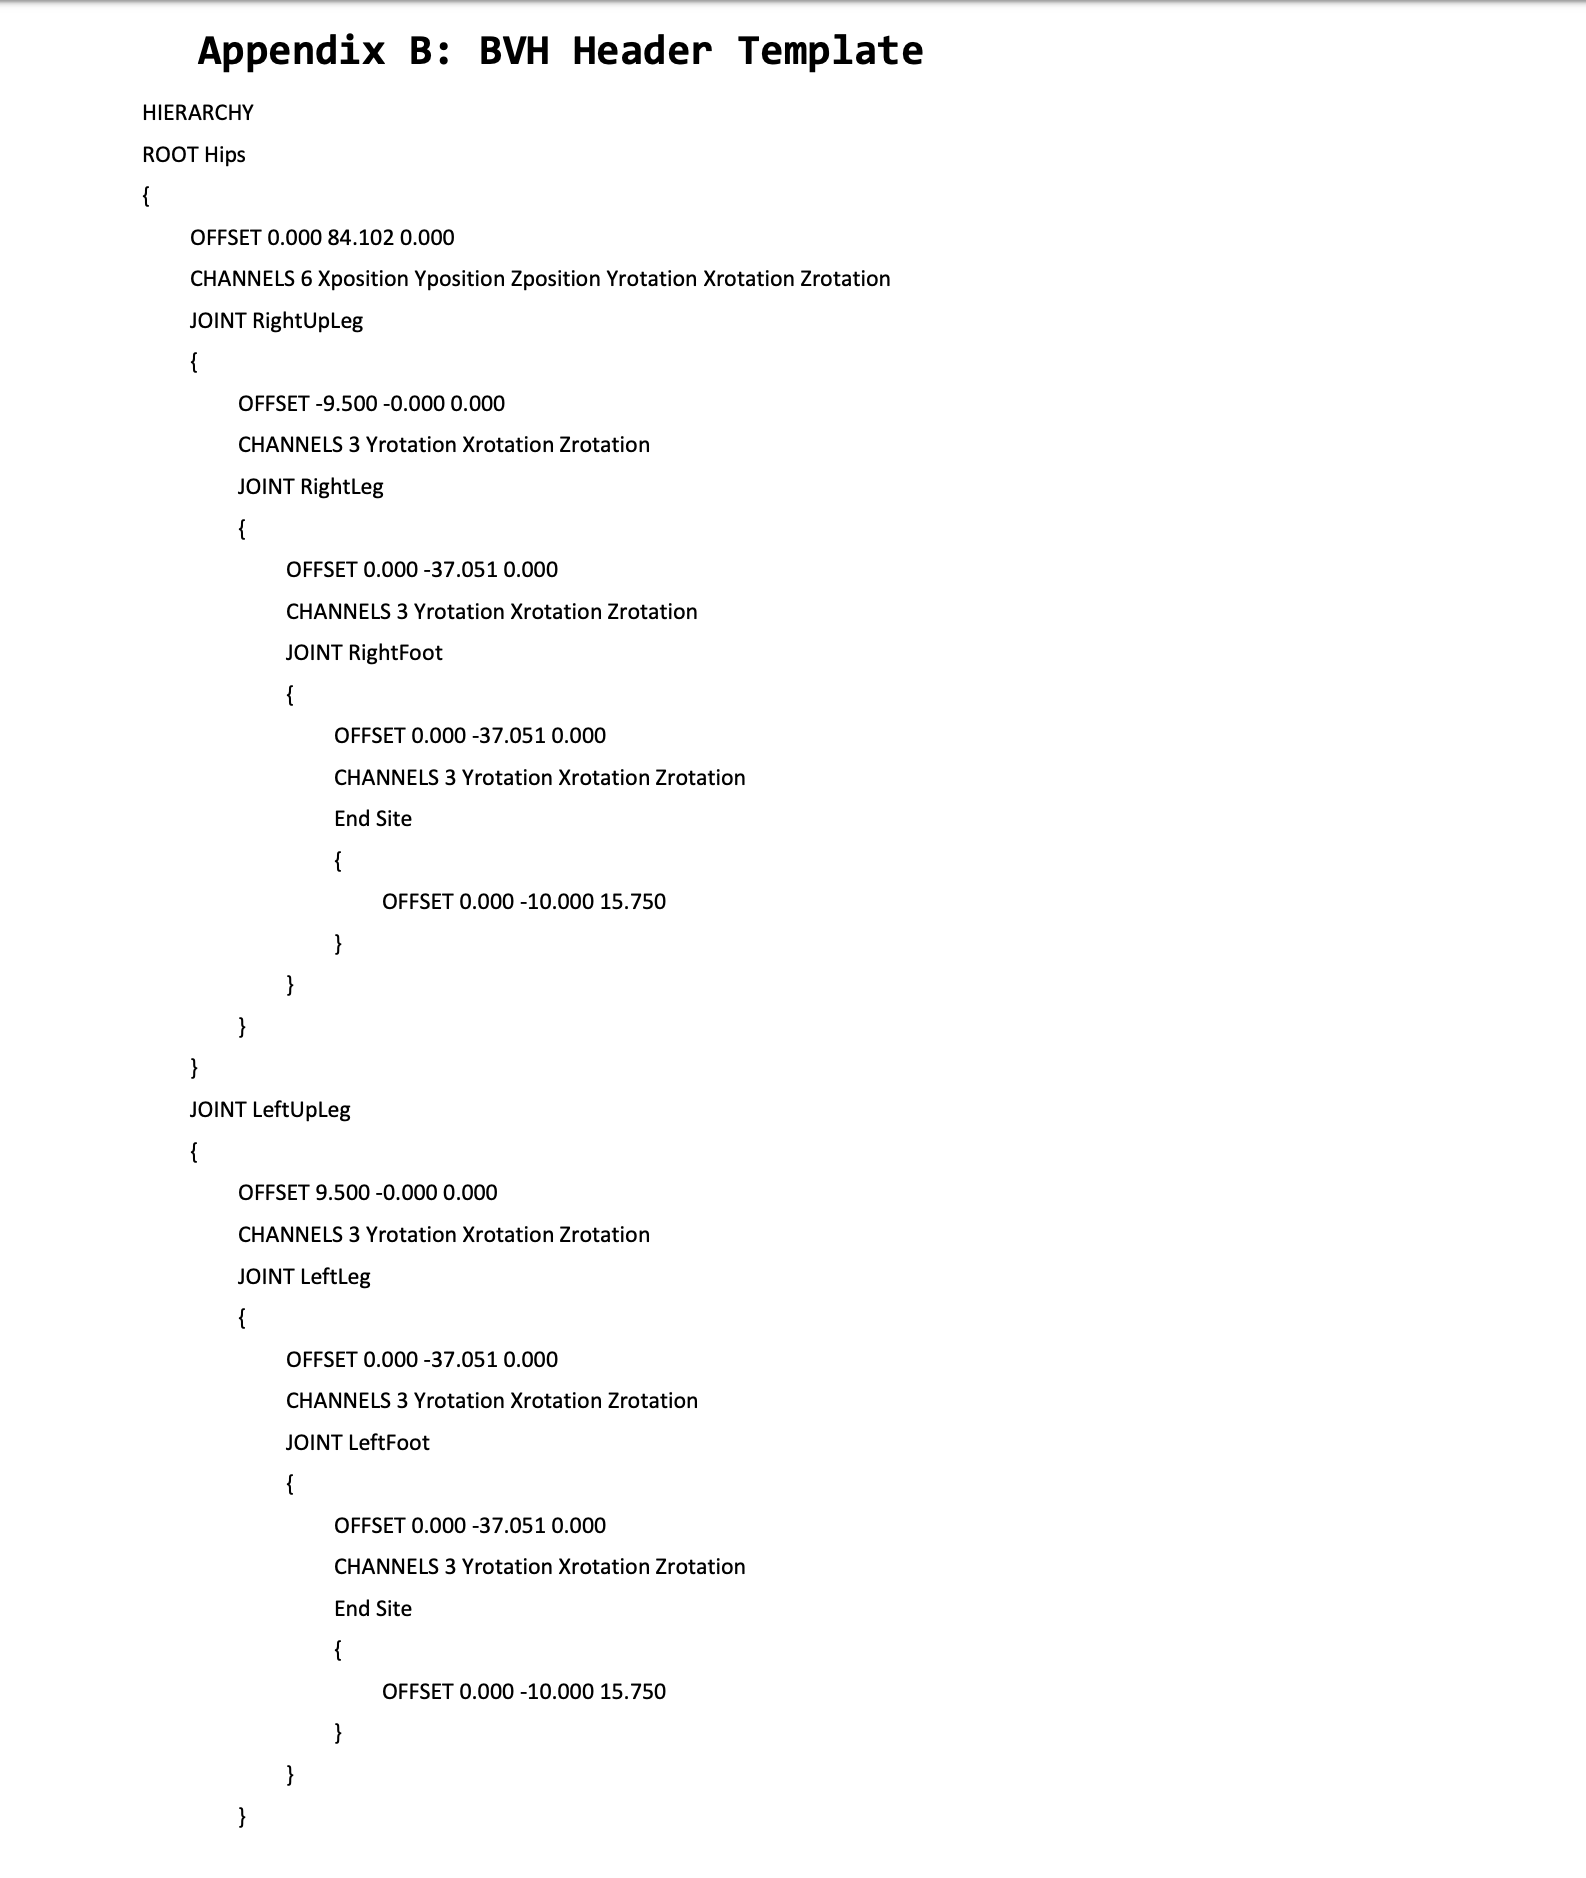 Appendix B: BVH Header Template
HIERARCHY
ROOT Hips
{
OFFSET 0.000 84.102 0.000
CHANNELS 6 Xposition Yposition Zposition Yrotation Xrotation Zrotation
JOINT RightUpLeg
{
OFFSET -9.500 -0.000 0.000
CHANNELS 3 Yrotation Xrotation Zrotation
JOINT RightLeg
{
OFFSET 0.000 -37.051 0.000
CHANNELS 3 Yrotation Xrotation Zrotation
JOINT RightFoot
{
OFFSET 0.000 -37.051 0.000
CHANNELS 3 Yrotation Xrotation Zrotation
End Site
{
OFFSET 0.000 -10.000 15.750
}
}
}
}
JOINT LeftUpLeg
{
OFFSET 9.500 -0.000 0.000
CHANNELS 3 Yrotation Xrotation Zrotation
JOINT LeftLeg
{
OFFSET 0.000 -37.051 0.000
CHANNELS 3 Yrotation Xrotation Zrotation
JOINT LeftFoot
{
OFFSET 0.000 -37.051 0.000
CHANNELS 3 Yrotation Xrotation Zrotation
End Site
{
OFFSET 0.000 -10.000 15.750
}
}
}